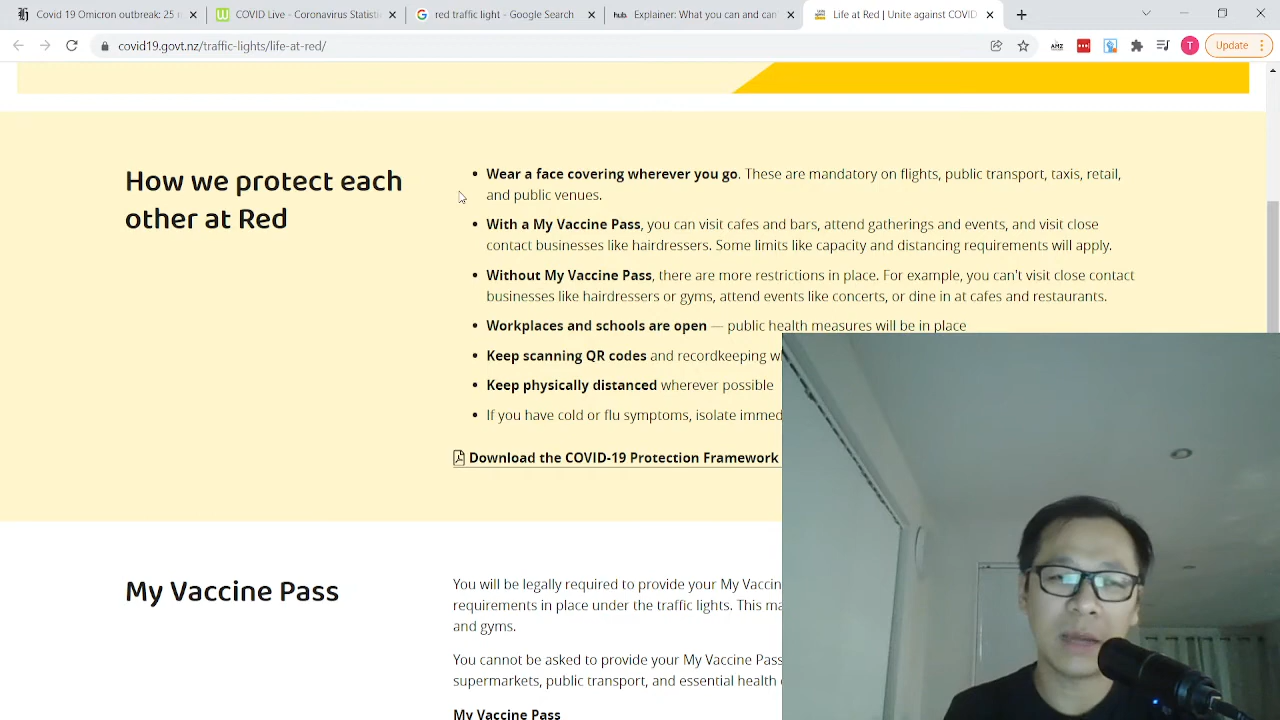 Covid 19 Omicron outbreak: 25 n
COVID Live - Coronavirus Statisti
red traffic light - Google Search
hub. Explainer: What you can and can
Life at Red | Unite against COVID
covid19.govt.nz/traffic-lights/life-at-red/
T
Update
How we protect each
other at Red
• Wear a face covering wherever you go. These are mandatory on flights, public transport, taxis, retail,
and public venues.
• With a My Vaccine Pass, you can visit cafes and bars, attend gatherings and events, and visit close
contact businesses like hairdressers. Some limits like capacity and distancing requirements will apply.
• Without My Vaccine Pass, there are more restrictions in place. For example, you can't visit close contact
businesses like hairdressers or gyms, attend events like concerts, or dine in at cafes and restaurants.
• Workplaces and schools are open — public health measures will be in place
• Keep scanning QR codes and recordkeeping wh
• Keep physically distanced wherever possible
• If you have cold or flu symptoms, isolate immed
Download the COVID-19 Protection Framework
My Vaccine Pass
You will be legally required to provide your My Vaccin
requirements in place under the traffic lights. This ma
and gyms.
You cannot be asked to provide your My Vaccine Pass
supermarkets, public transport, and essential health
My Vaccine Pass